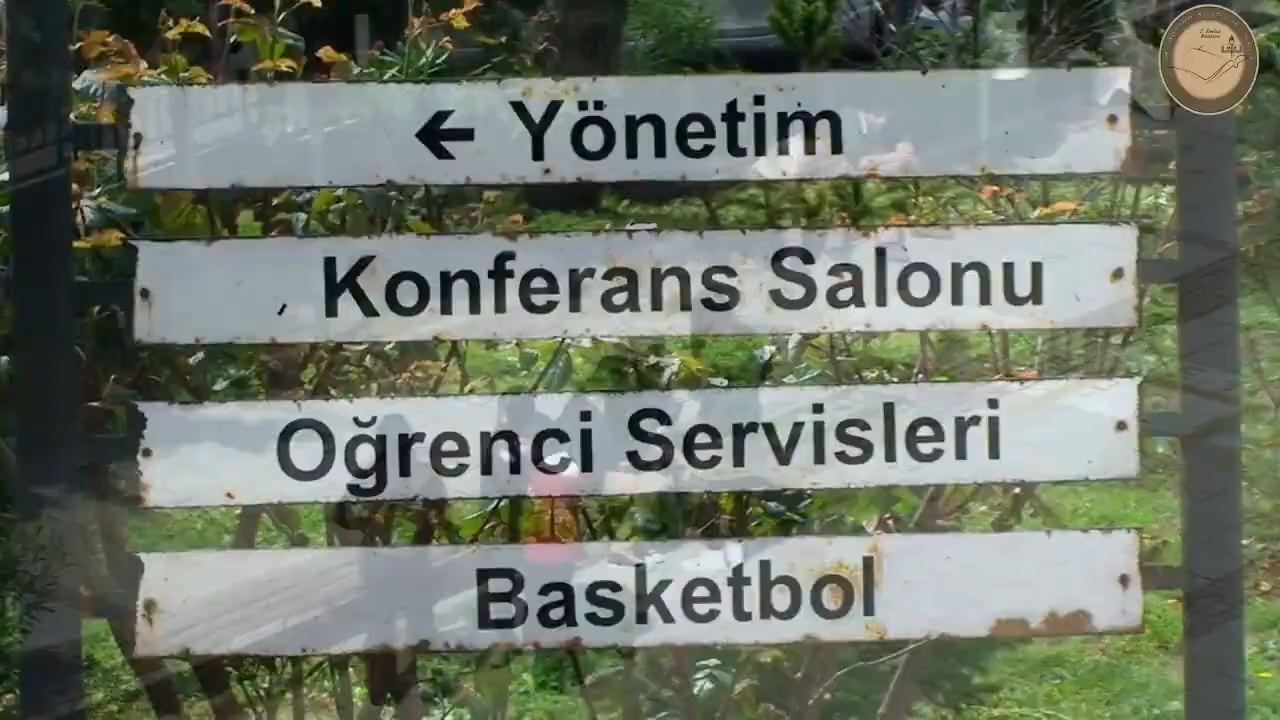 ← Yönetim
Konferans Salonu
Oğrenci Servisleri
Basketbol